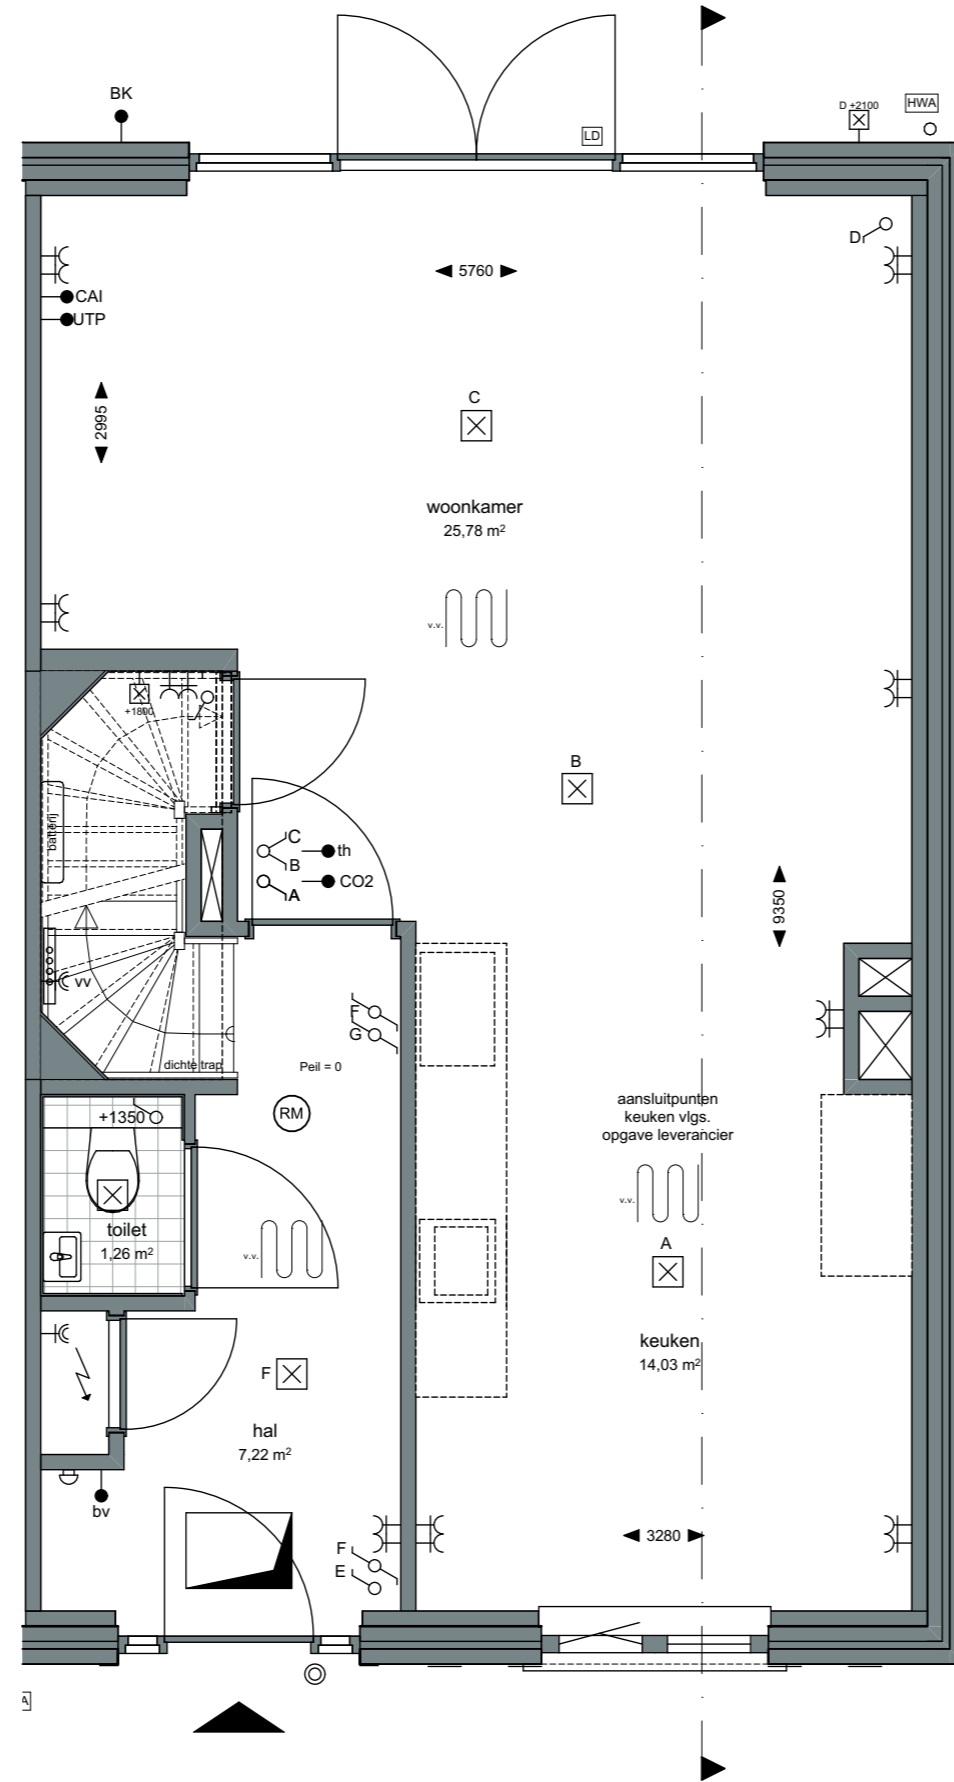 BK
D +2100
HWA
LD
D
5760
CAI
UTP
2995
C
woonkamer
25,78 m²
v.v.
+1800
B
batterij
C
B
A
th
CO2
9350
vv
F
G
dichte trap
Peil = 0
RM
+1350
aansluitpunten
keuken vlgs.
opgave leverancier
v.v.
toilet
1,26 m²
v.v.
A
keuken
14,03 m²
F
hal
7,22 m²
bv
F
E
3280
A